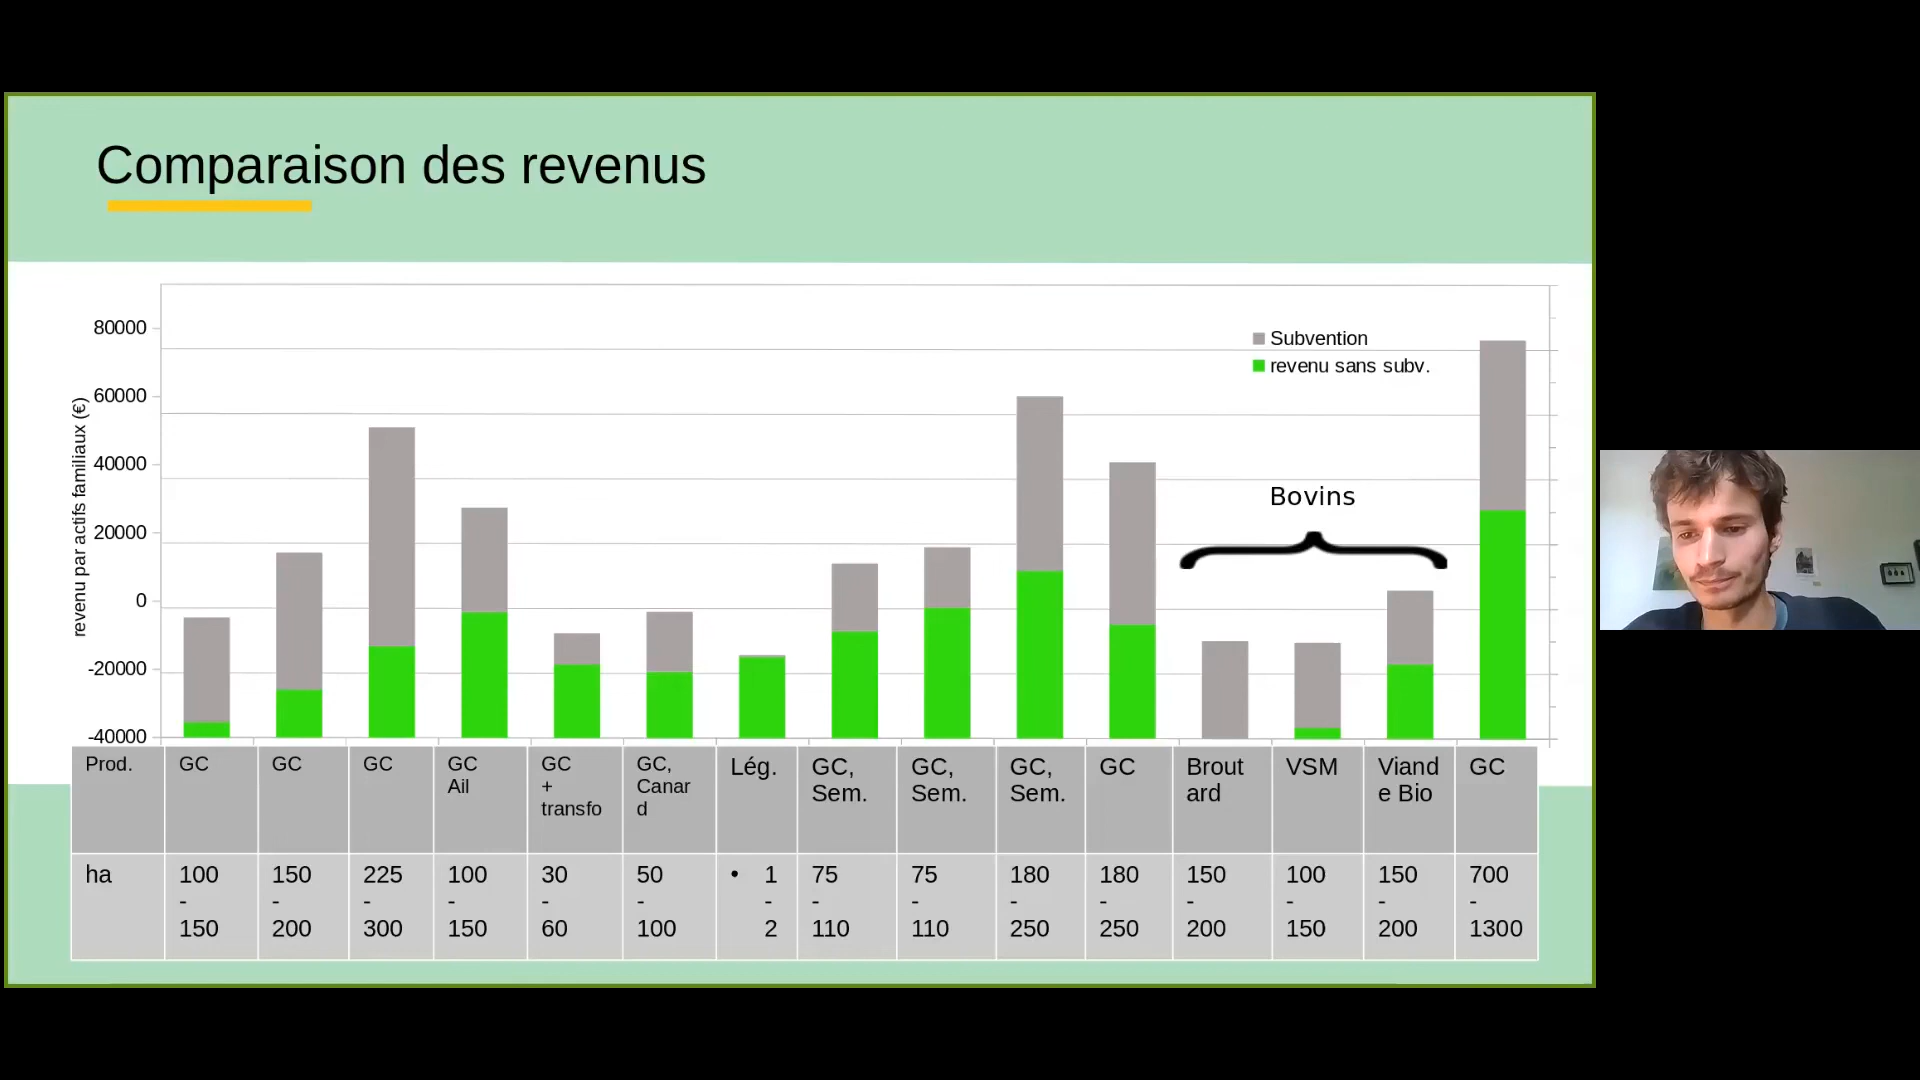 Comparaison des revenus
revenu par actifs familiaux (€)
80000
60000
40000
20000
0
-20000
-40000
Subvention
revenu sans subv.
Bovins
Prod.
GC
GC
GC
GC
Ail
GC
+
transfo
GC,
Canar
d
Lég.
GC,
Sem.
GC,
Sem.
GC,
Sem.
GC
Brout
ard
VSM
Viand
e Bio
GC
ha
100
-
150
150
-
200
225
-
300
100
-
150
30
-
60
50
-
100
• 1
-
2
75
-
110
75
-
110
180
-
250
180
-
250
150
-
200
100
-
150
150
-
200
700
-
1300